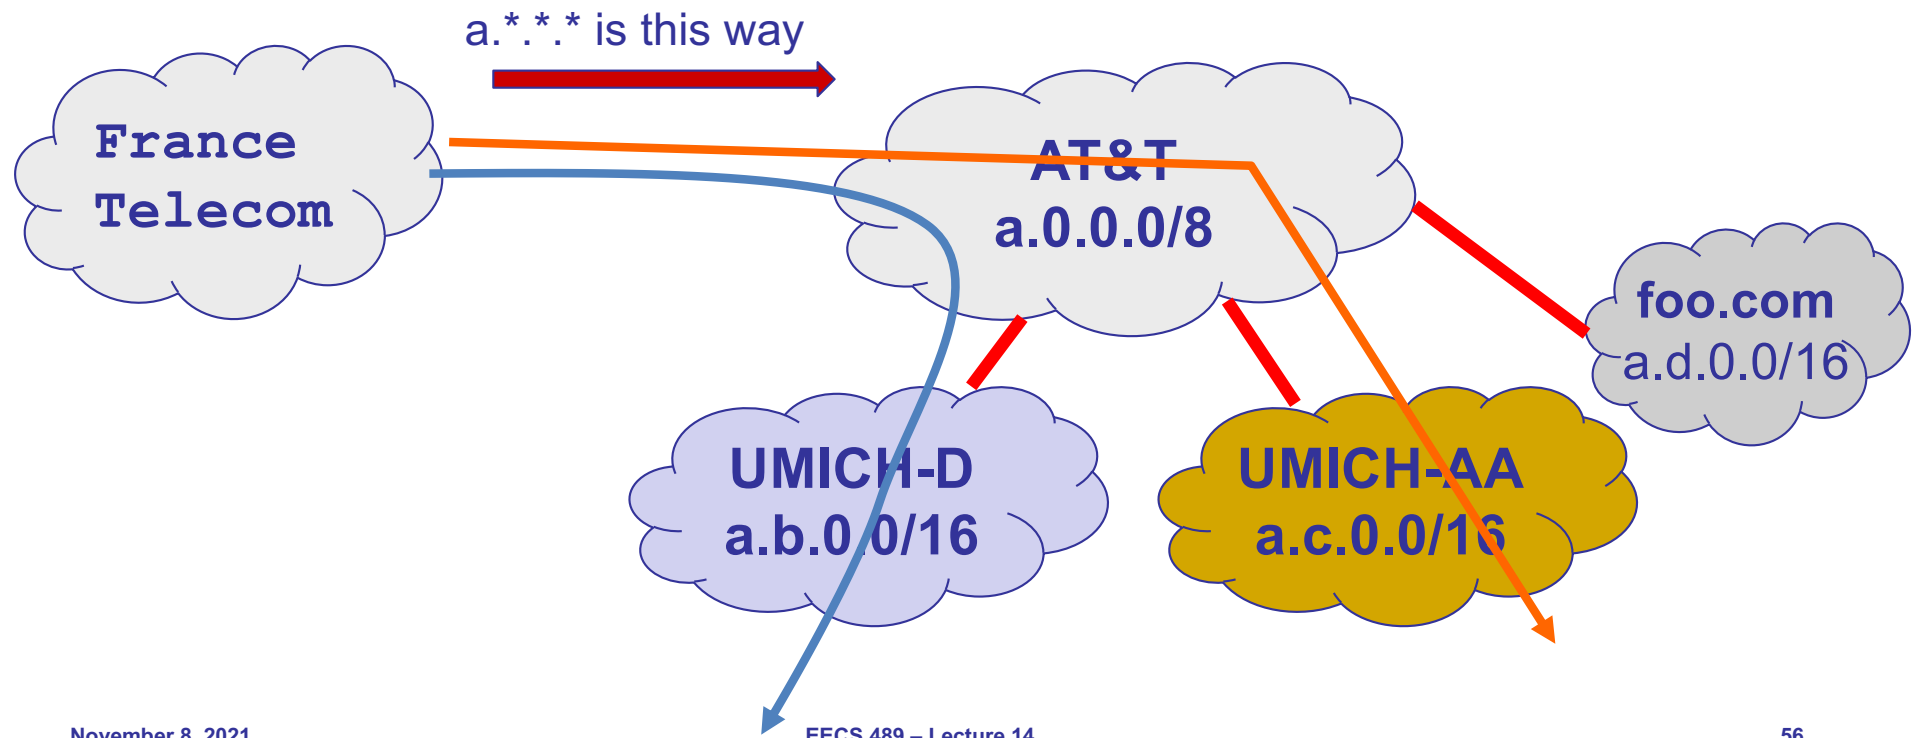 a.*.*.* is this way
France
Telecom
AT&T
a.0.0.0/8
foo.com
a.d.0.0/16
UMICH-D
a.b.0.0/16
UMICH-AA
a.c.0.0/16
November 8, 2021
EECS 489 – Lecture 14
56